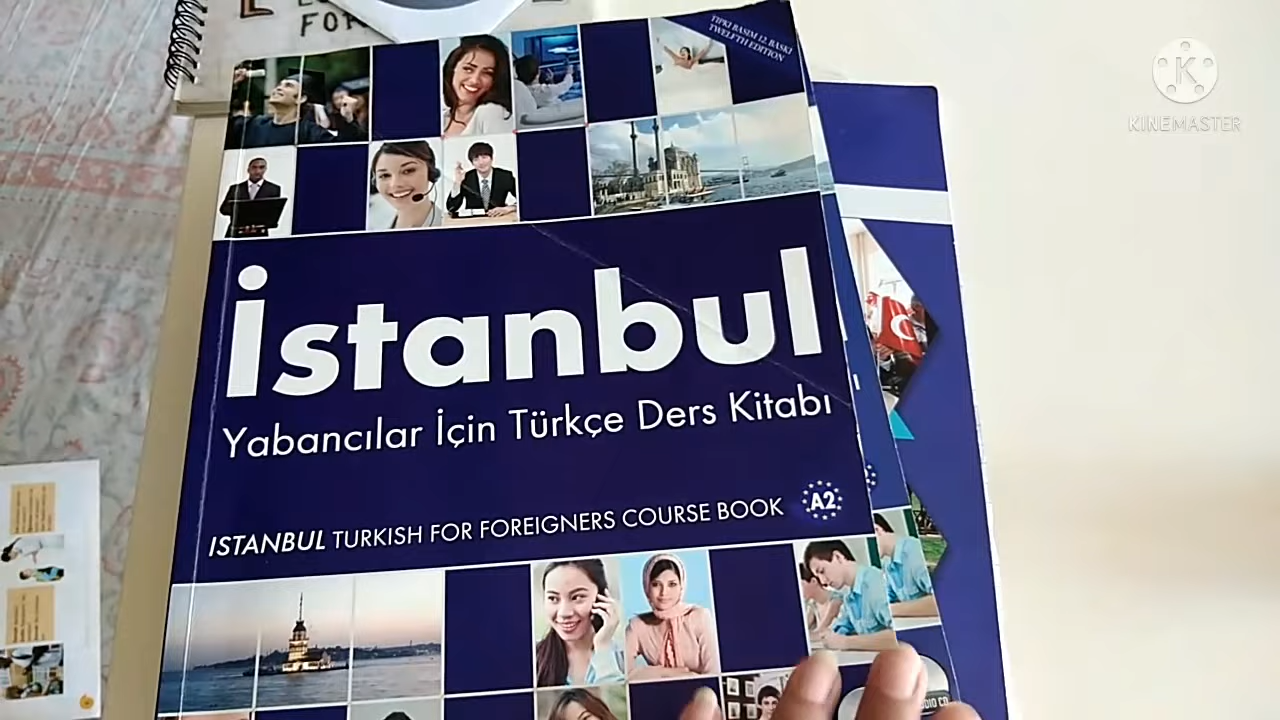 FOR
TIPKI BASIM 12. BASKI
TWELFTH EDITION
K
KINEMASTER
İstanbul
Yabancılar İçin Türkçe Ders Kitabı
ISTANBUL TURKISH FOR FOREIGNERS COURSE BOOK
A2